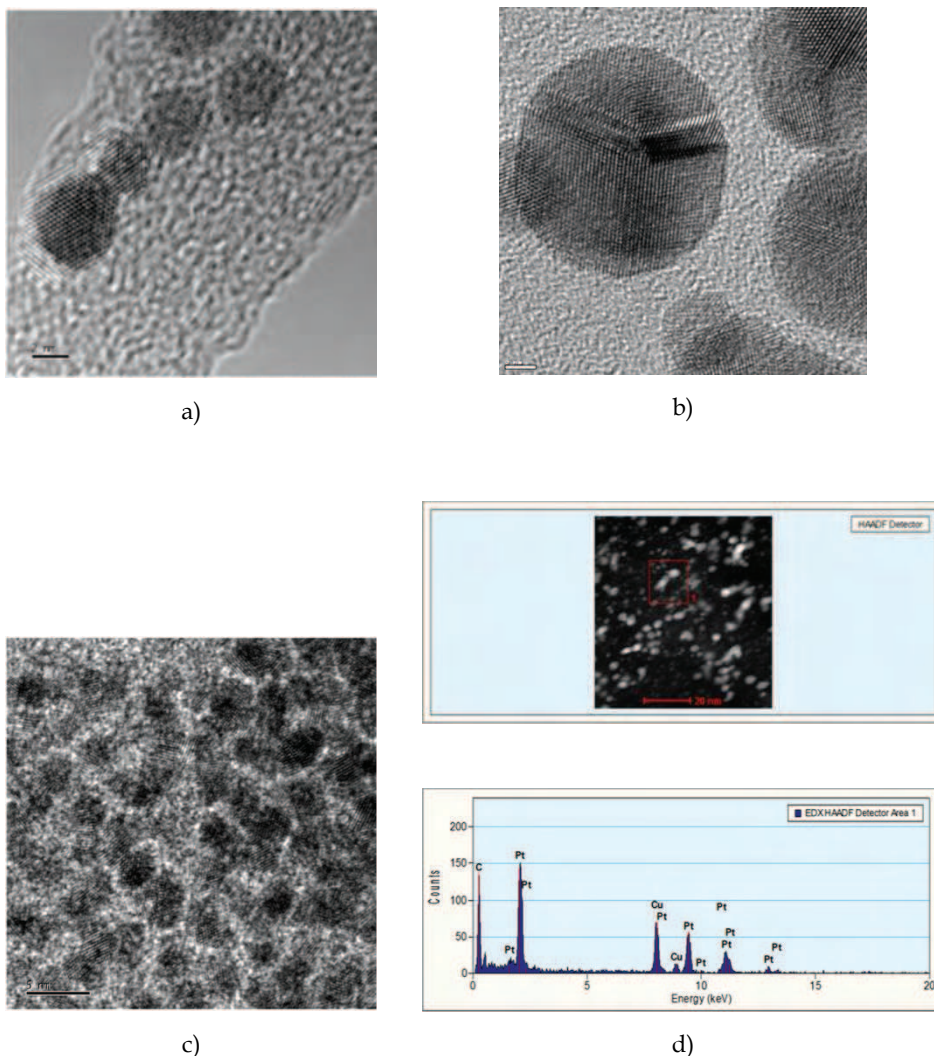 a)
b)
HAADF Detector
1
20 nm
5 nm
EDX HAADF Detector Area 1
200
150
100
50
0
Counts
C
Pt
Pt
Pt
Cu
Pt
Cu
Pt
Pt
Pt
Pt
Pt
Pt
Pt
0
5
10
15
20
Energy (keV)
c)
d)